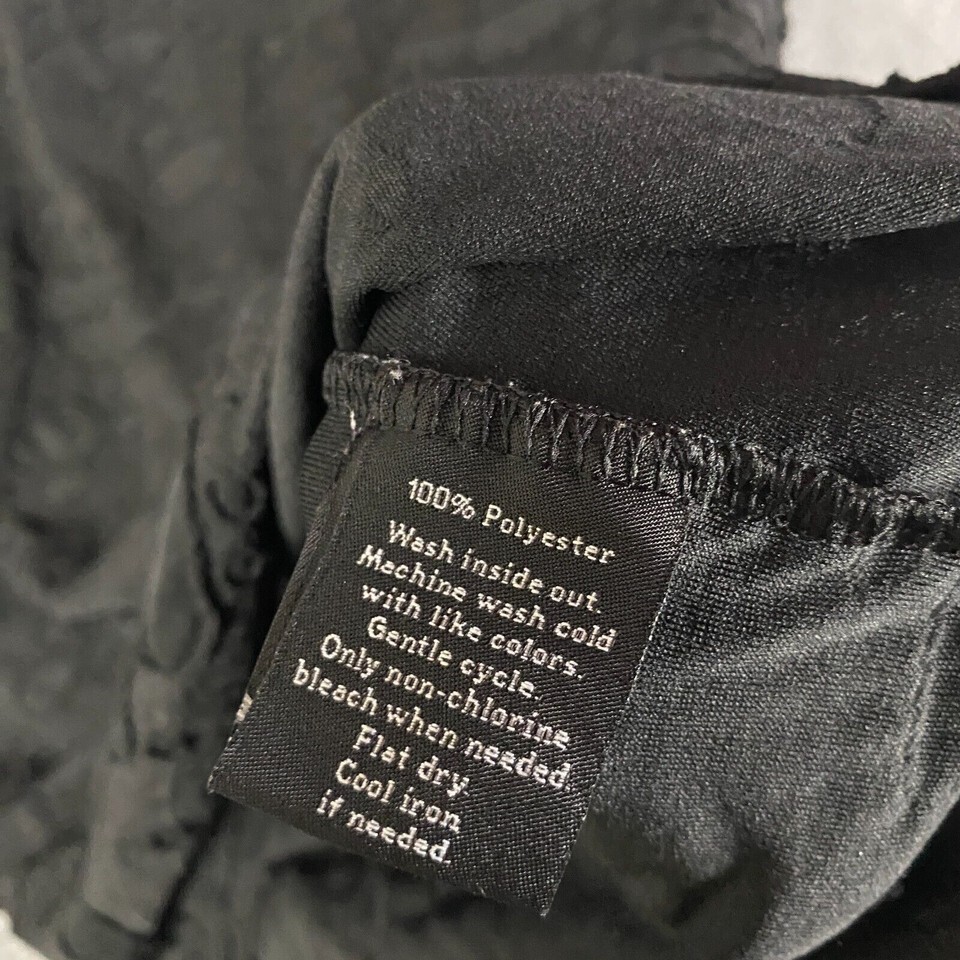 100% Polyester
Wash inside out.
Machine wash cold
with like colors.
Gentle cycle.
Only non-chlorine
bleach when needed.
Flat dry.
Cool iron
if needed.